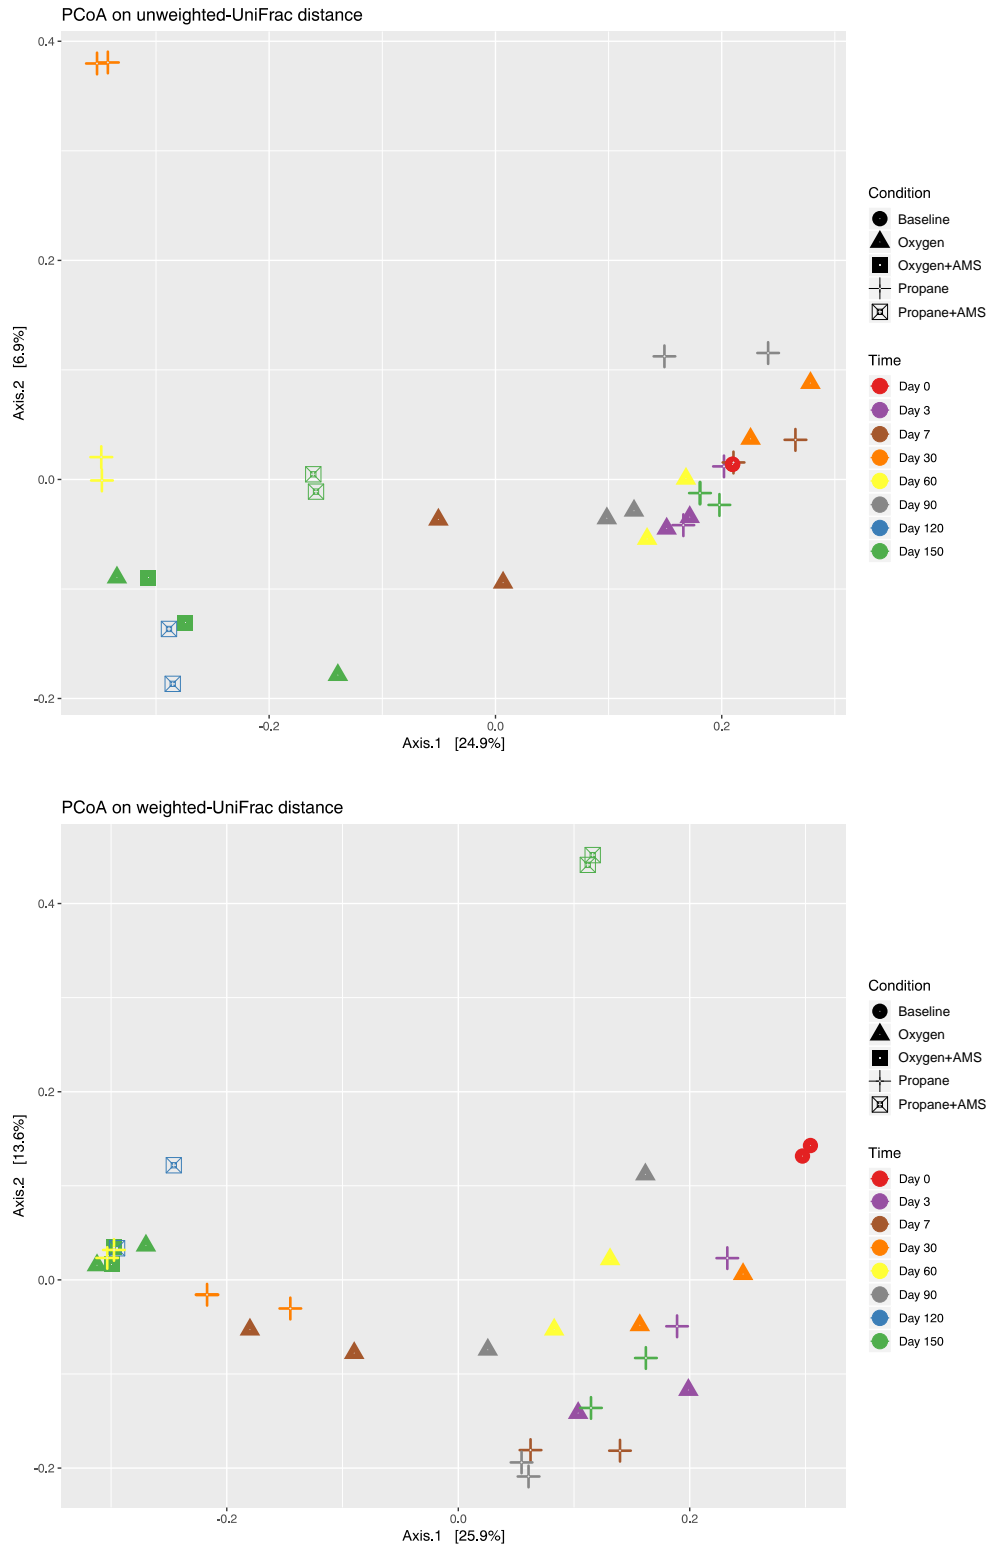 PCoA on unweighted-UniFrac distance
0.4
0.2
0.0
-0.2
Axis.2 [6.9%]
-0.2
0.0
0.2
Axis.1 [24.9%]
Condition
Baseline
Oxygen
Oxygen+AMS
Propane
Propane+AMS
Time
Day 0
Day 3
Day 7
Day 30
Day 60
Day 90
Day 120
Day 150
PCoA on weighted-UniFrac distance
0.4
0.2
0.0
-0.2
Axis.2 [13.6%]
-0.2
0.0
0.2
Axis.1 [25.9%]
Condition
Baseline
Oxygen
Oxygen+AMS
Propane
Propane+AMS
Time
Day 0
Day 3
Day 7
Day 30
Day 60
Day 90
Day 120
Day 150